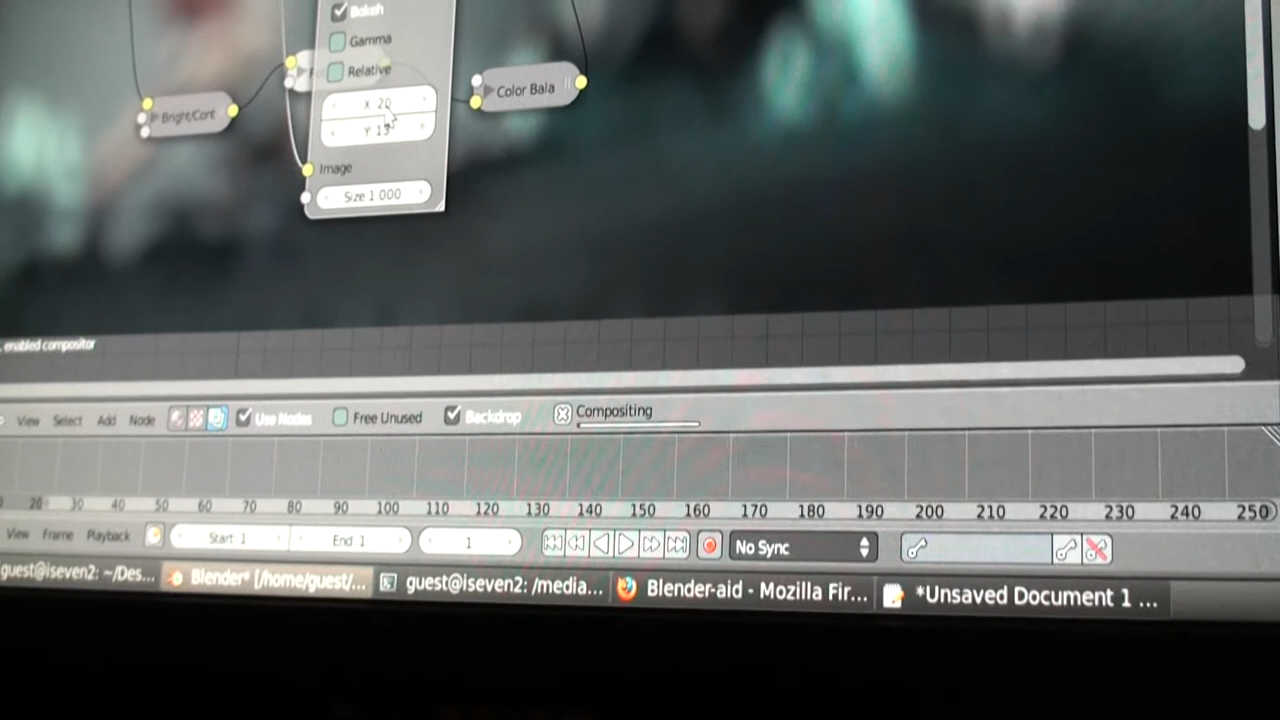 Bokeh
Gamma
Relative
X 20
Y 15
Bright/Cont
Color Bala
Image
Size 1.000
enabled compositor
View Select Add Node Use Nodes Free Unused Backdrop Compositing
20 30 40 50 60 70 80 90 100 110 120 130 140 150 160 170 180 190 200 210 220 230 240 250
View Frame Playback Start: 1 End: 1 1 No Sync
guest@iseven2: ~/Des... Blender* [/home/guest/... guest@iseven2: /media... Blender-aid - Mozilla Fir... *Unsaved Document 1 ...